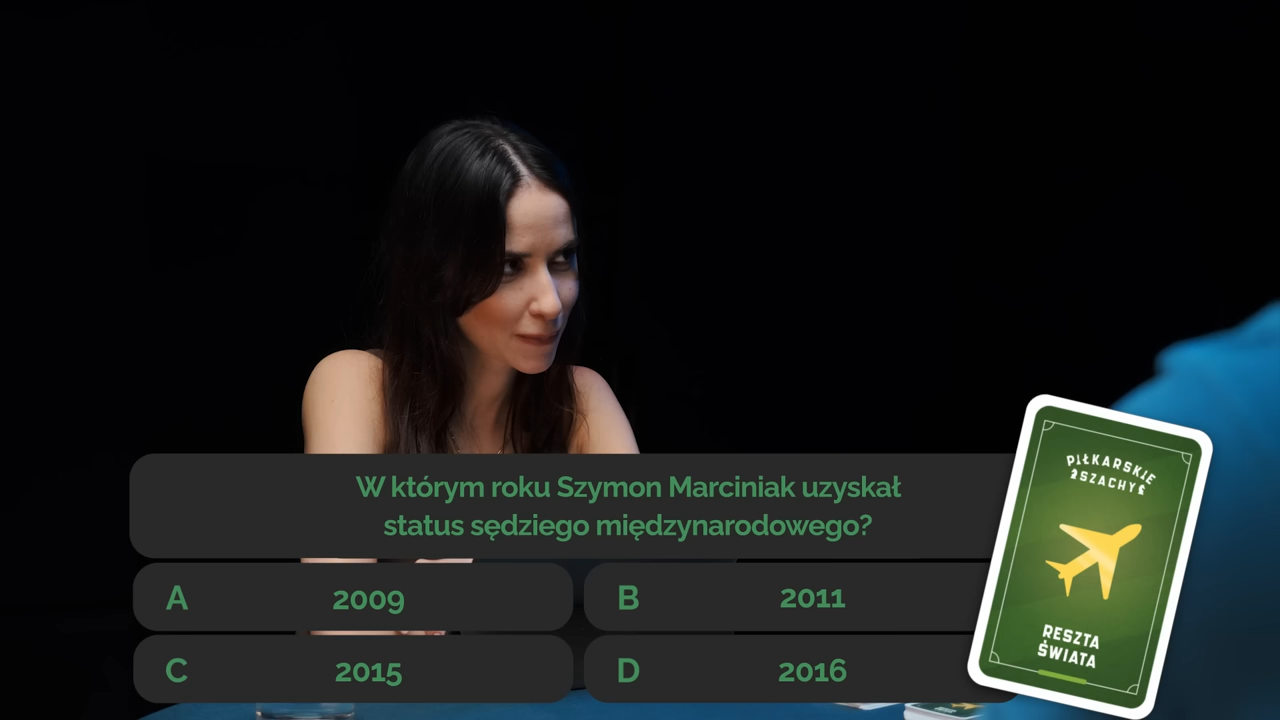 W którym roku Szymon Marciniak uzyskał
status sędziego międzynarodowego?
A 2009
B 2011
C 2015
D 2016
PIŁKARSKIE
SZACHY
RESZTA
ŚWIATA